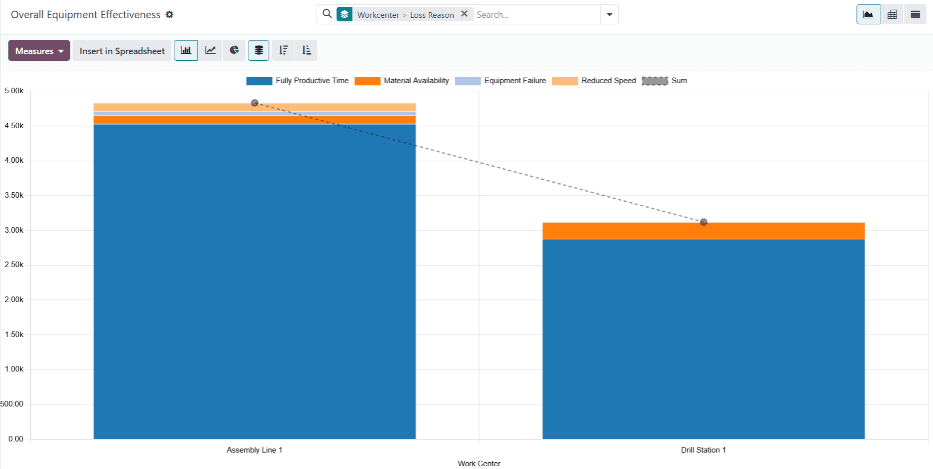 Overall Equipment Effectiveness
Workcenter > Loss Reason
Search...
Measures
Insert in Spreadsheet
Fully Productive Time Material Availability Equipment Failure Reduced Speed Sum
5.00k
4.50k
4.00k
3.50k
3.00k
2.50k
2.00k
1.50k
1.00k
500.00
0.00
Assembly Line 1 Drill Station 1
Work Center